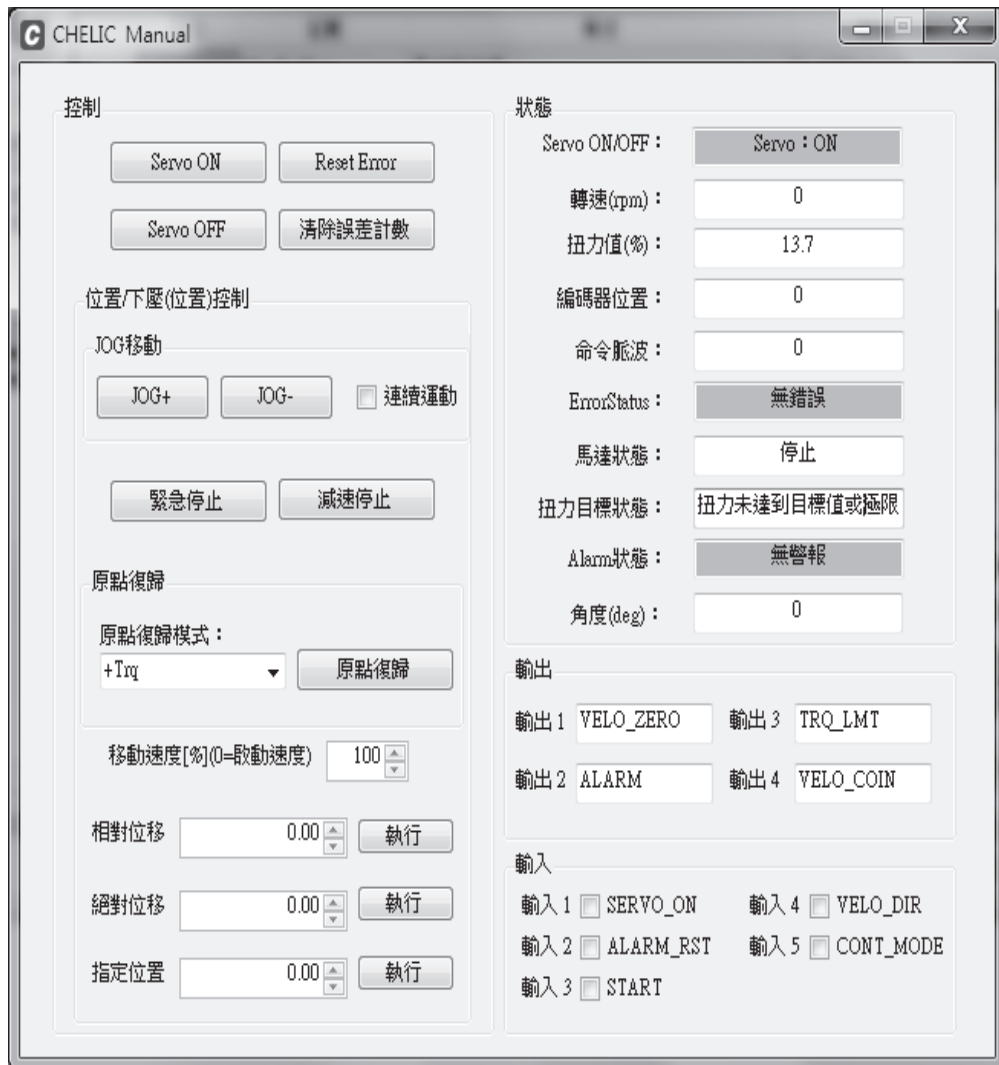 CHELIC Manual
控制
Servo ON
Reset Error
Servo OFF
清除誤差計數
位置/下壓(位置)控制
JOG移動
JOG+
JOG-
連續運動
緊急停止
減速停止
原點復歸
原點復歸模式：
+Trq
原點復歸
移動速度[%](0=啟動速度)
100
相對位移
0.00
執行
絕對位移
0.00
執行
指定位置
0.00
執行
狀態
Servo ON/OFF：
Servo：ON
轉速(rpm)：
0
扭力值(%)：
13.7
編碼器位置：
0
命令脈波：
0
ErrorStatus：
無錯誤
馬達狀態：
停止
扭力目標狀態：
扭力未達到目標值或極限
Alarm狀態：
無警報
角度(deg)：
0
輸出
輸出 1 VELO_ZERO
輸出 3 TRQ_LMT
輸出 2 ALARM
輸出 4 VELO_COIN
輸入
輸入 1 SERVO_ON
輸入 4 VELO_DIR
輸入 2 ALARM_RST
輸入 5 CONT_MODE
輸入 3 START